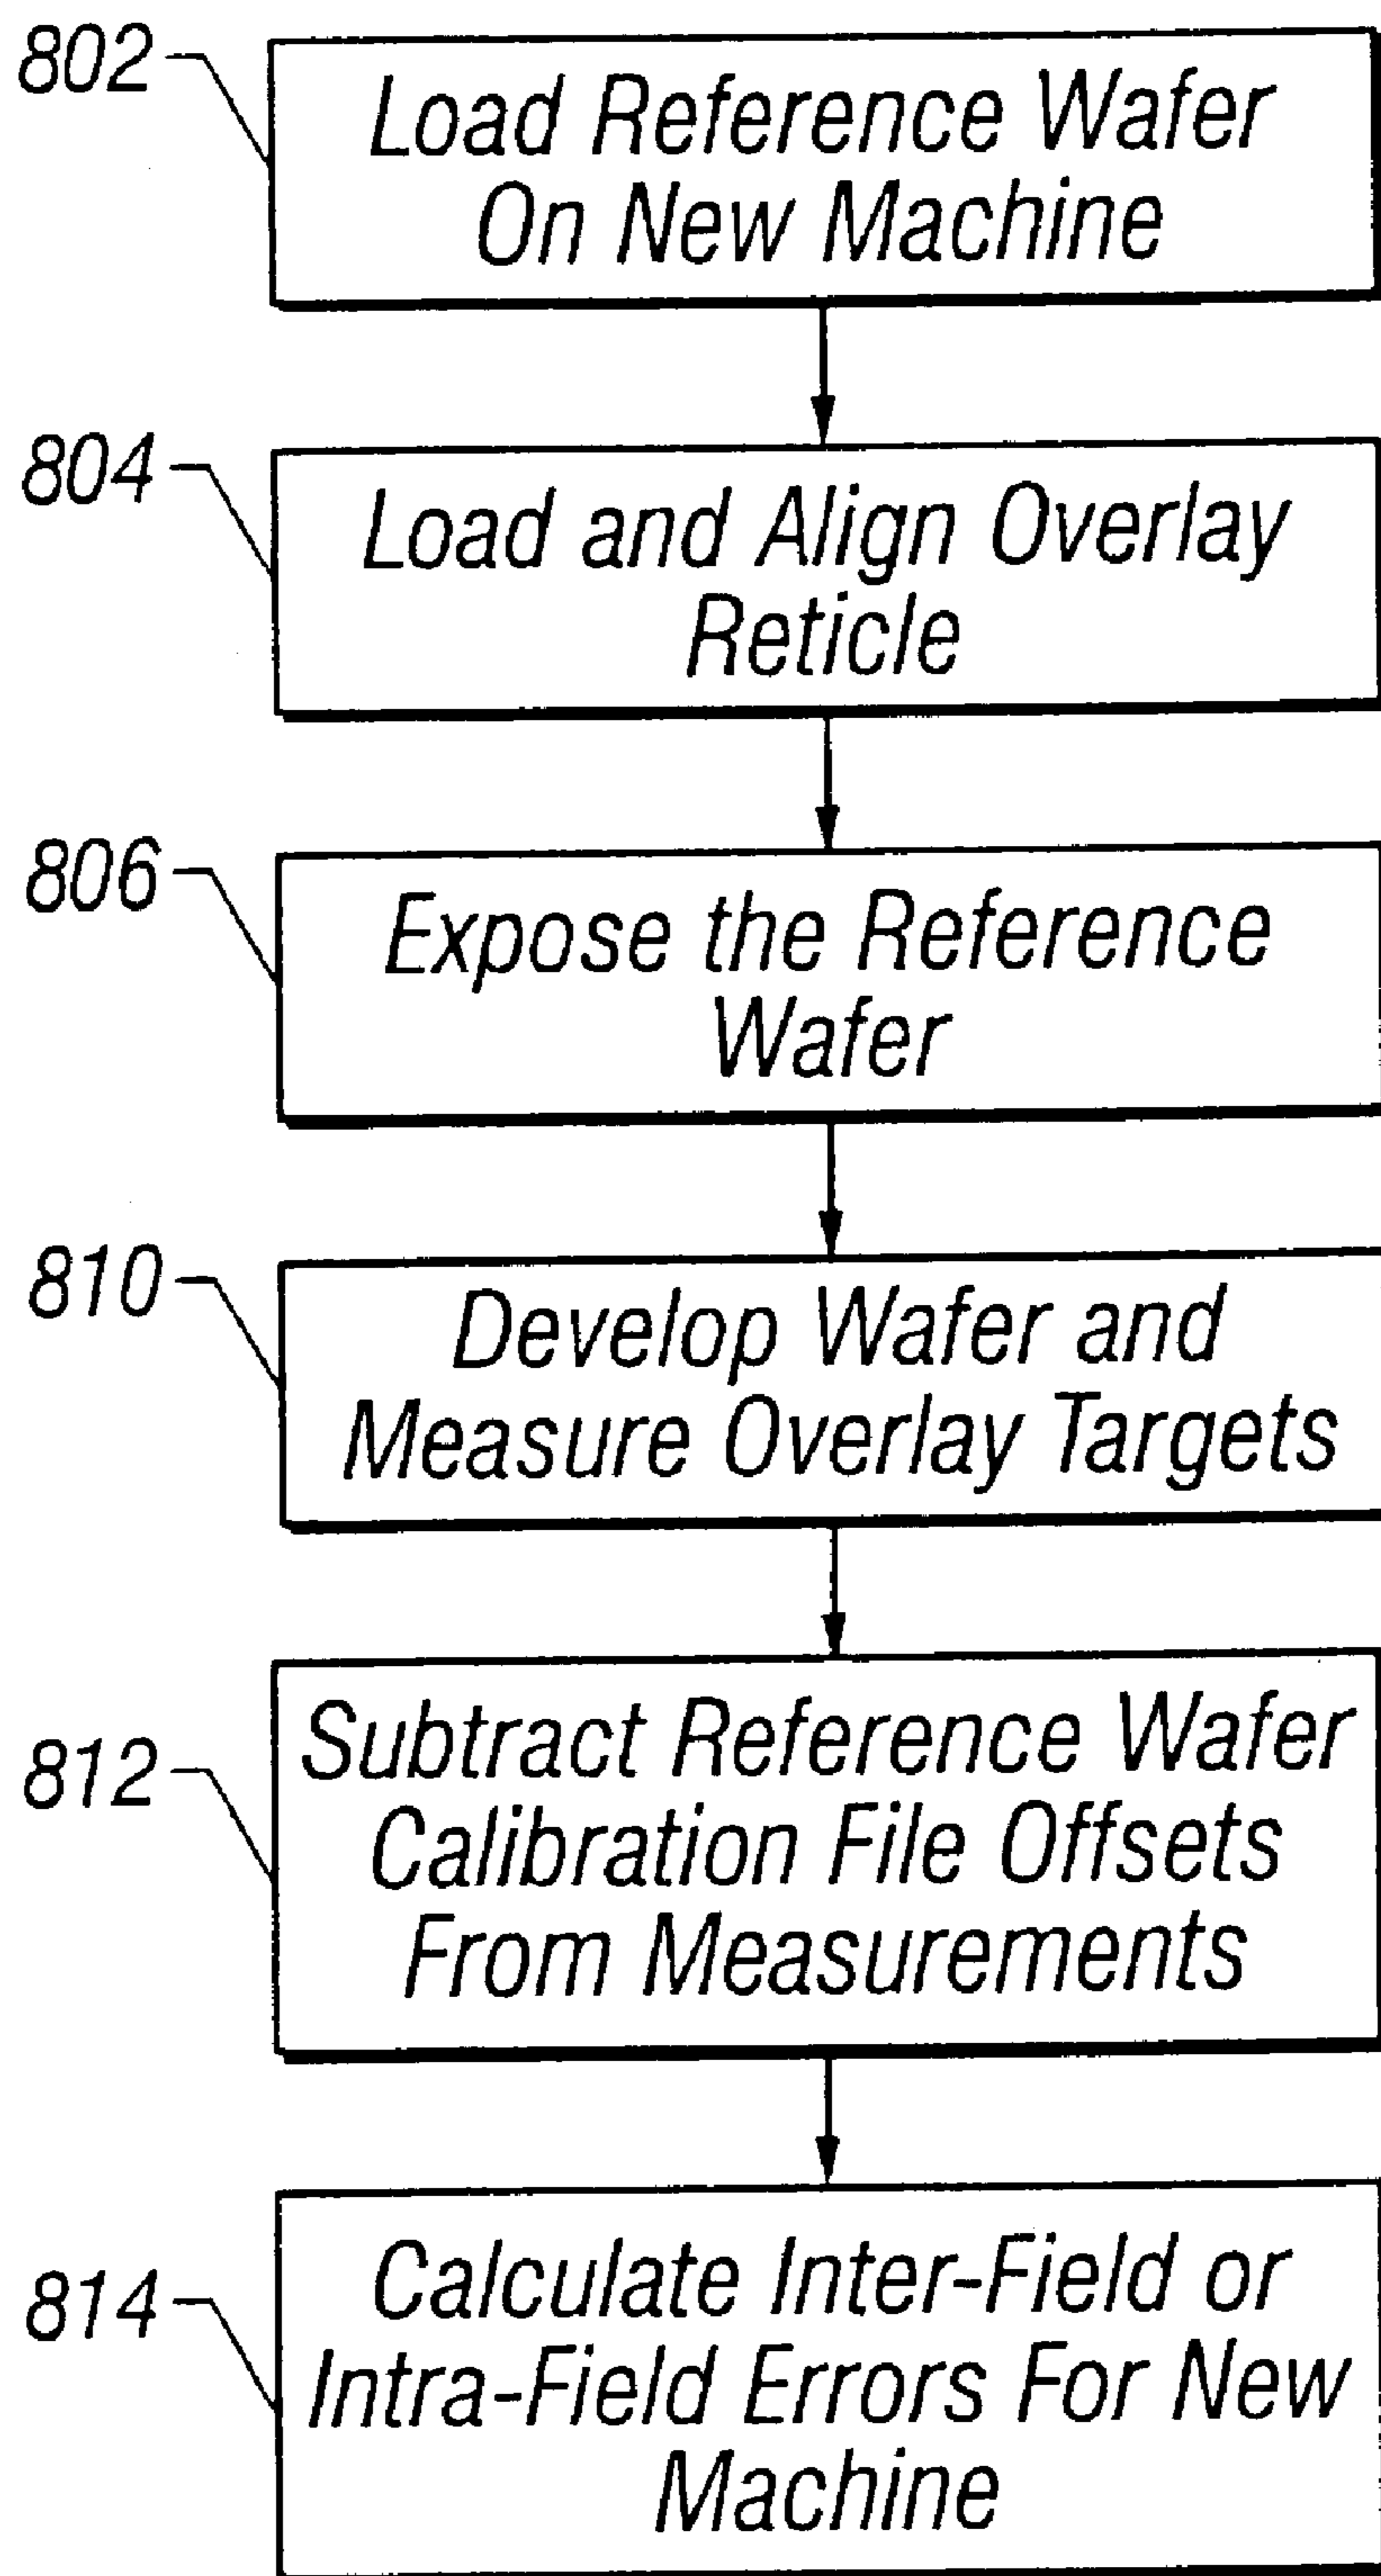 802
Load Reference Wafer
On New Machine
804
Load and Align Overlay
Reticle
806
Expose the Reference
Wafer
810
Develop Wafer and
Measure Overlay Targets
812
Subtract Reference Wafer
Calibration File Offsets
From Measurements
814
Calculate Inter-Field or
Intra-Field Errors For New
Machine